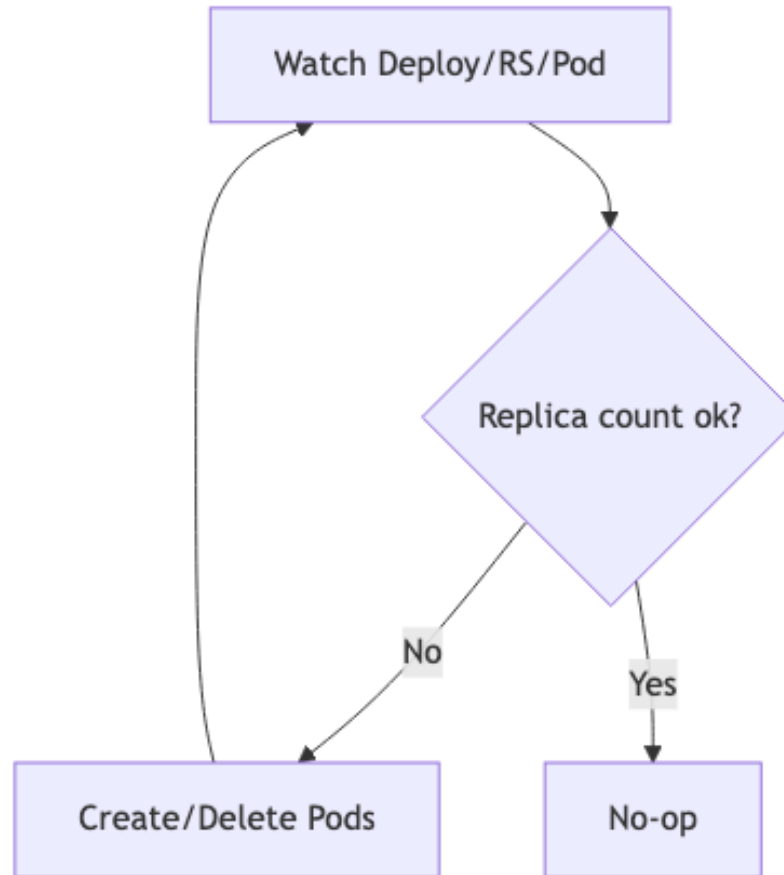 Watch Deploy/RS/Pod
Replica count ok?
No
Yes
Create/Delete Pods
No-op